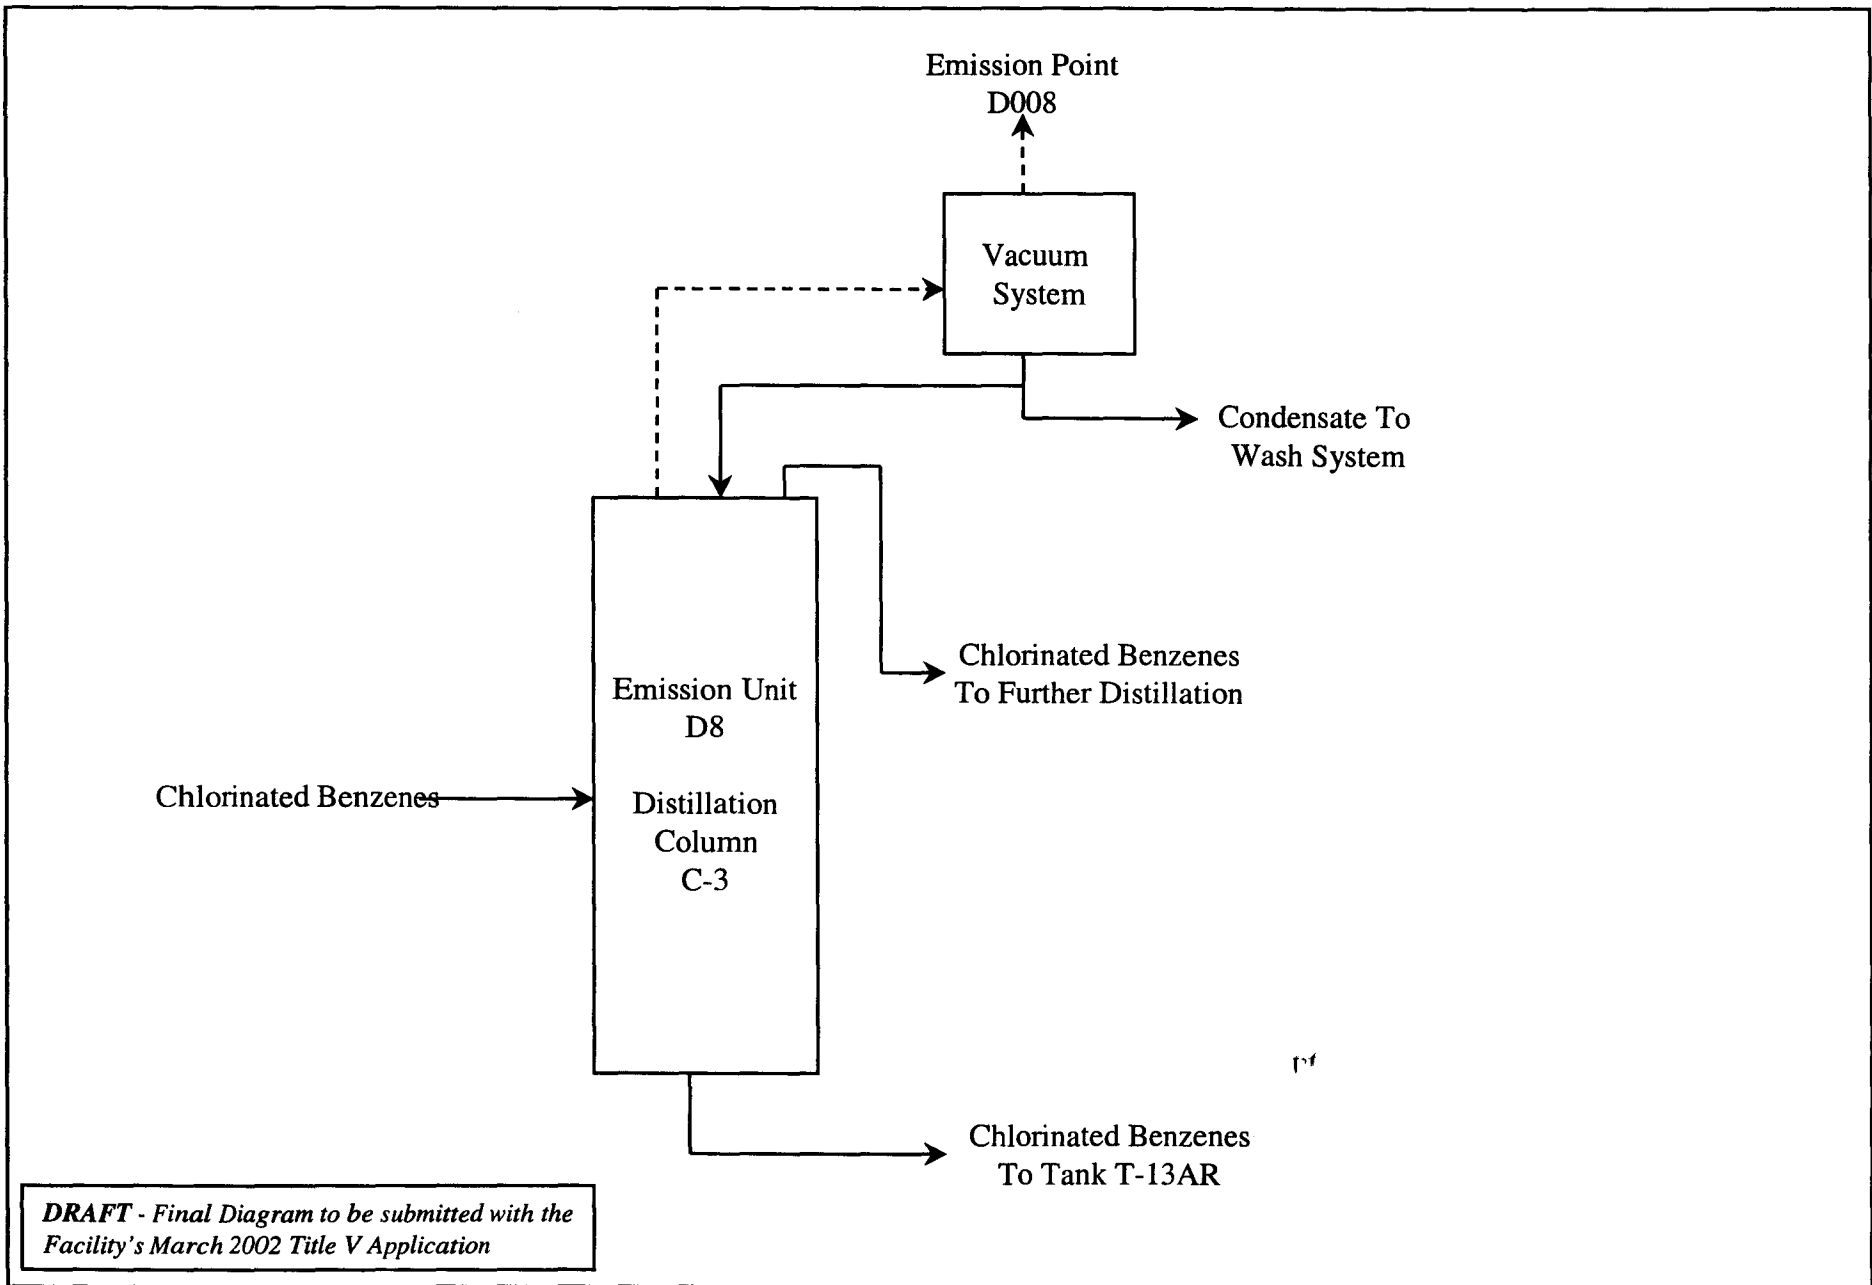 Emission Point
D008
Vacuum
System
Condensate To
Wash System
Chlorinated Benzenes
To Further Distillation
Emission Unit
D8
Chlorinated Benzenes
Distillation
Column
C-3
Chlorinated Benzenes
To Tank T-13AR
DRAFT - Final Diagram to be submitted with the
Facility's March 2002 Title V Application